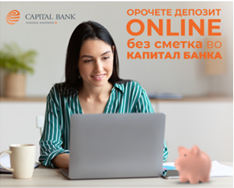 CAPITAL BANK
ОРОЧЕТЕ ДЕПОЗИТ
ONLINE
без сметка во
КАПИТАЛ БАНКА